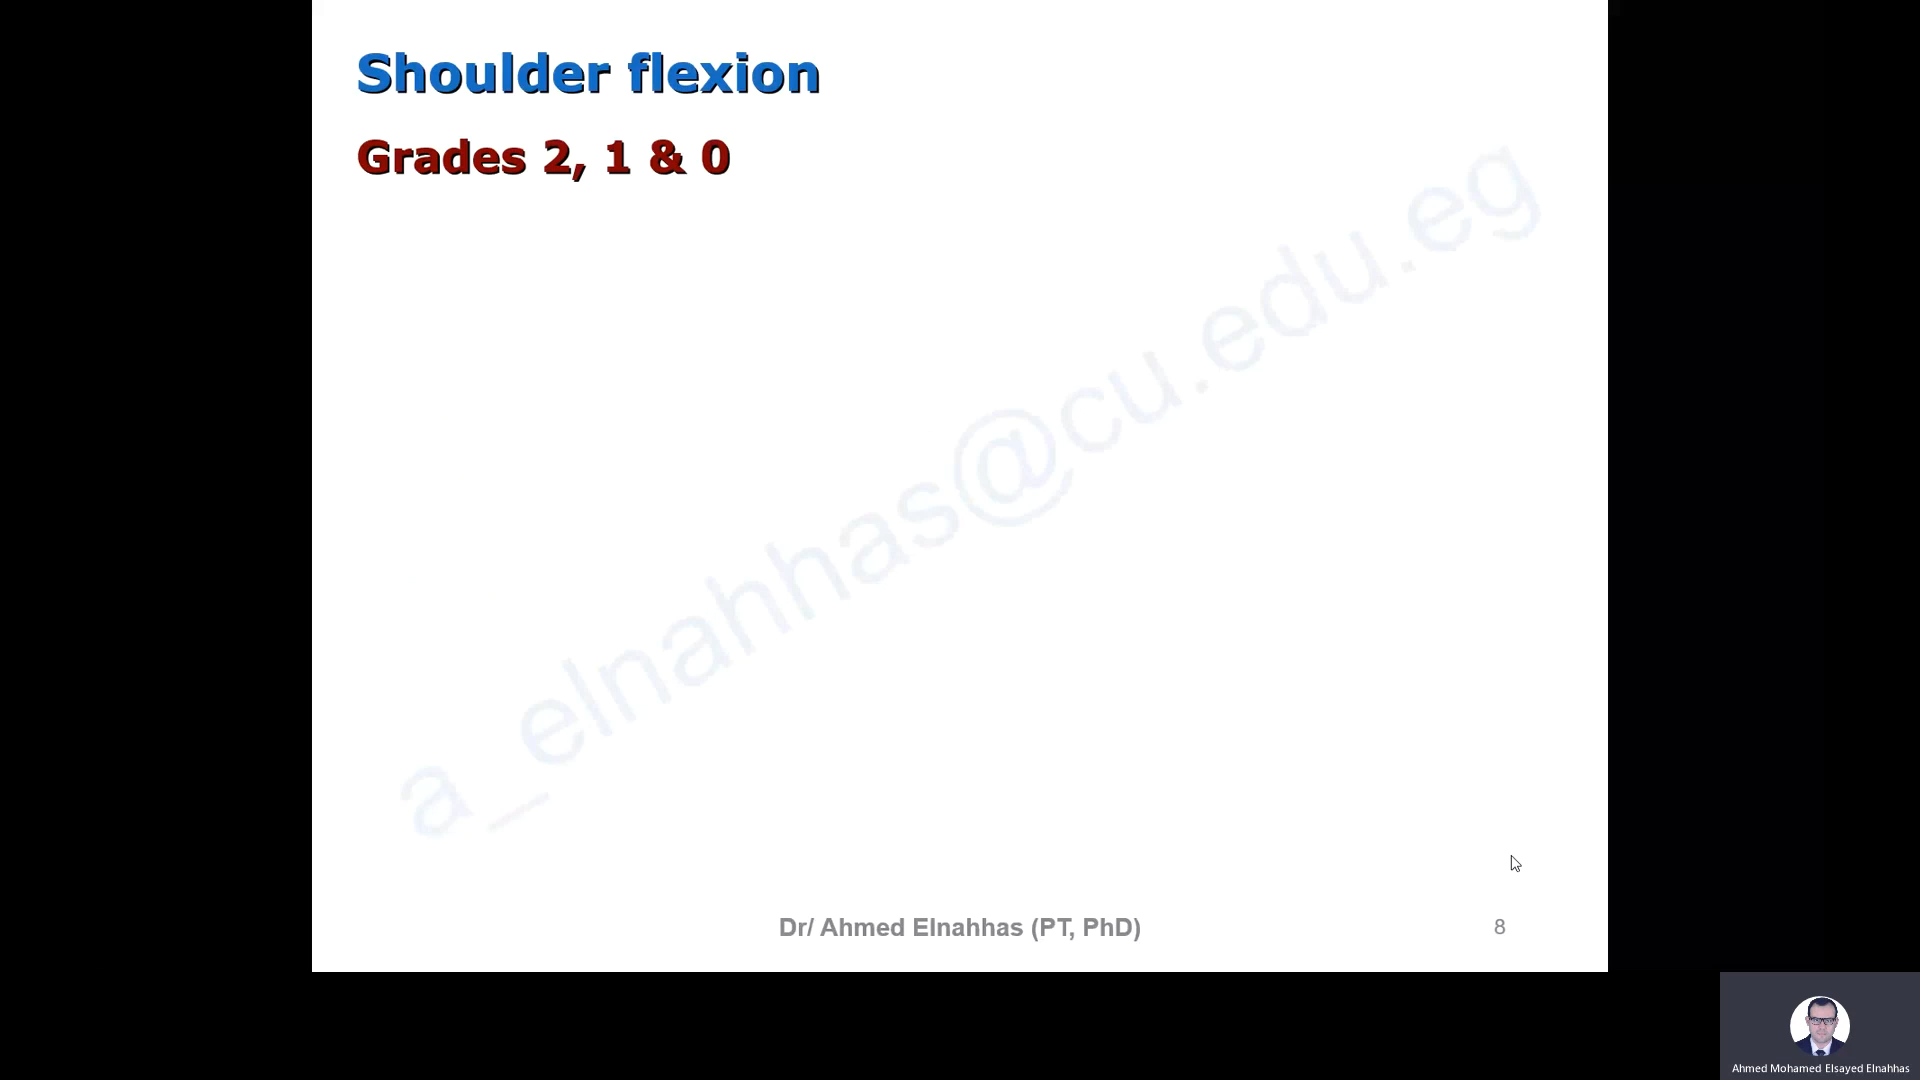 Shoulder flexion
Grades 2, 1 & 0
a_elnahhas@cu.edu.eg
Dr/ Ahmed Elnahhas (PT, PhD)
8
Ahmed Mohamed Elsayed Elnahhas